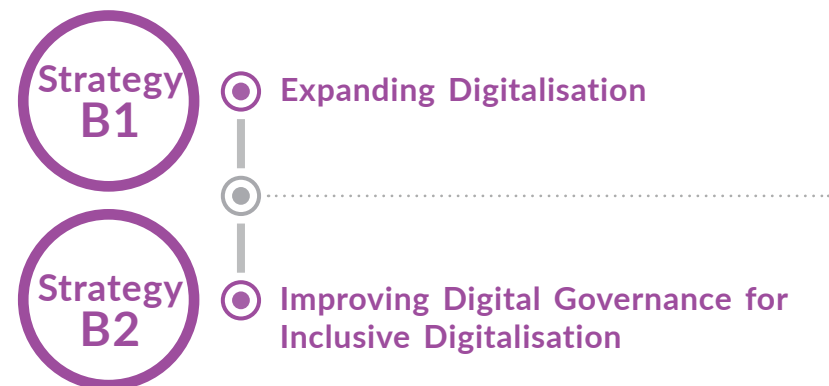 Strategy
B1
Expanding Digitalisation
Strategy
B2
Improving Digital Governance for
Inclusive Digitalisation